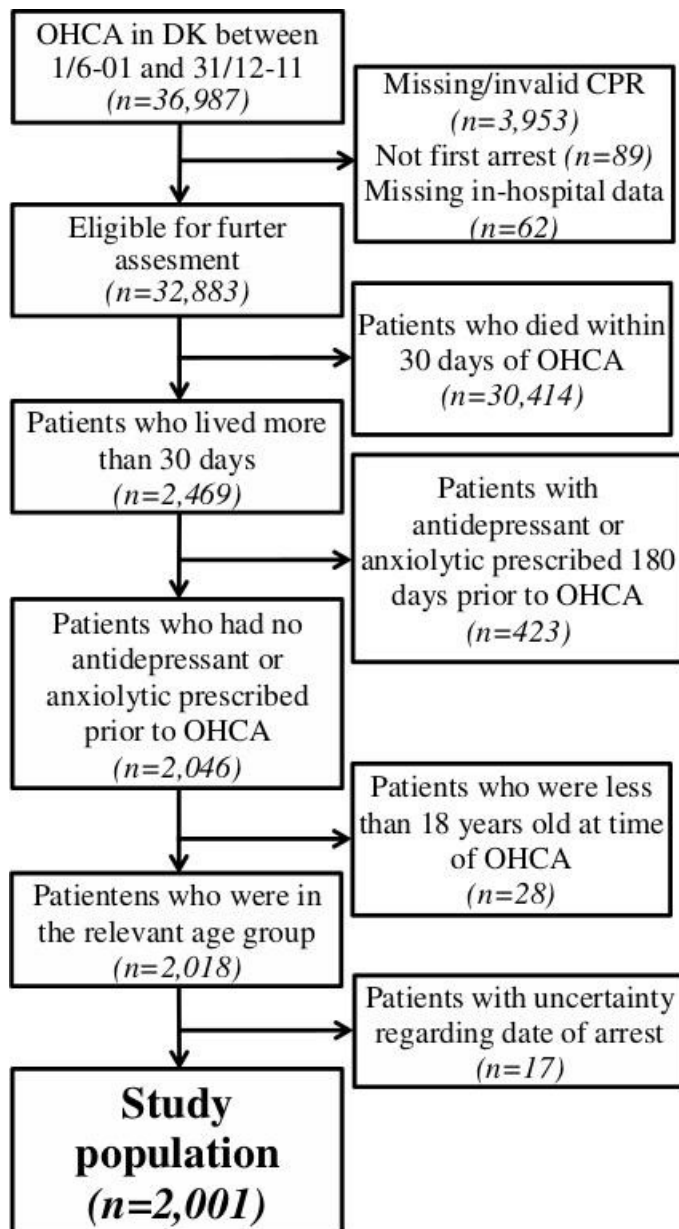 OHCA in DK between
1/6-01 and 31/12-11
(n=36,987)
Missing/invalid CPR
(n=3,953)
Not first arrest (n=89)
Missing in-hospital data
(n=62)
Eligible for furter
assesment
(n=32,883)
Patients who died within
30 days of OHCA
(n=30,414)
Patients who lived more
than 30 days
(n=2,469)
Patients with
antidepressant or
anxiolytic prescribed 180
days prior to OHCA
(n=423)
Patients who had no
antidepressant or
anxiolytic prescribed
prior to OHCA
(n=2,046)
Patients who were less
than 18 years old at time
of OHCA
(n=28)
Patientens who were in
the relevant age group
(n=2,018)
Patients with uncertainty
regarding date of arrest
(n=17)
Study
population
(n=2,001)